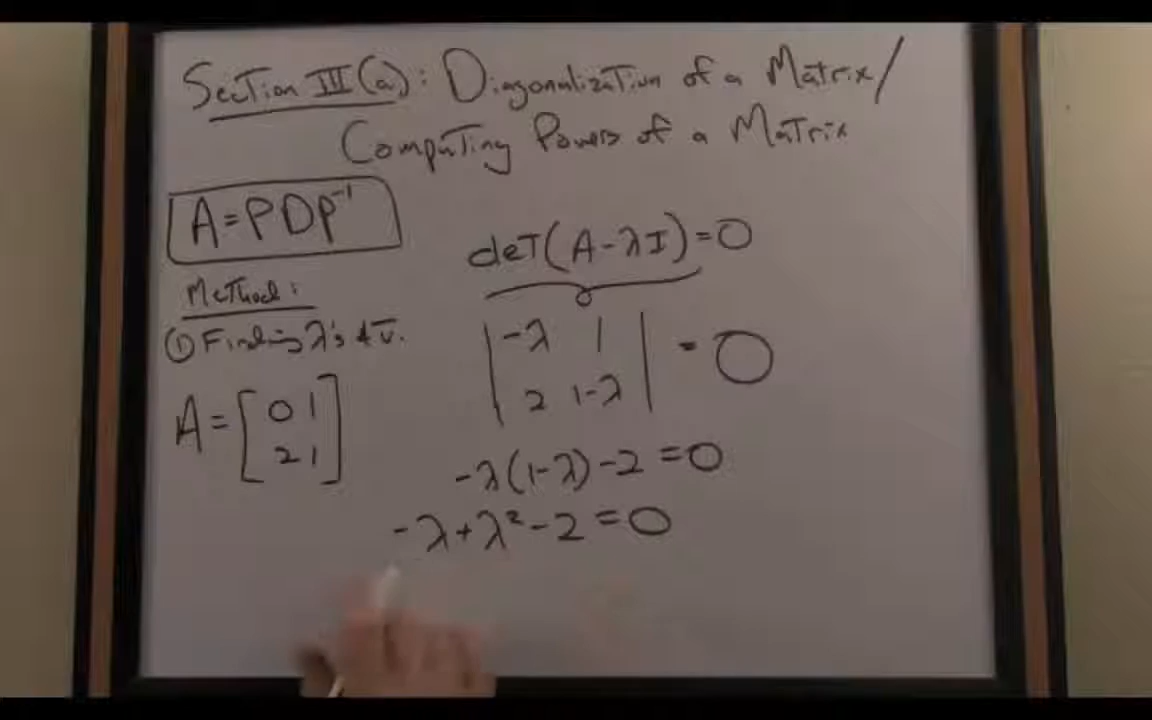 Section III(a): Diagonalization of a Matrix/
Computing Powers of a Matrix
A=PDP⁻¹
Method:
① Finding λ's & v̄.
A=[0 1
2 1]
det(A-λI)=0
|-λ 1
2 1-λ| = 0
-λ(1-λ)-2=0
-λ+λ²-2=0